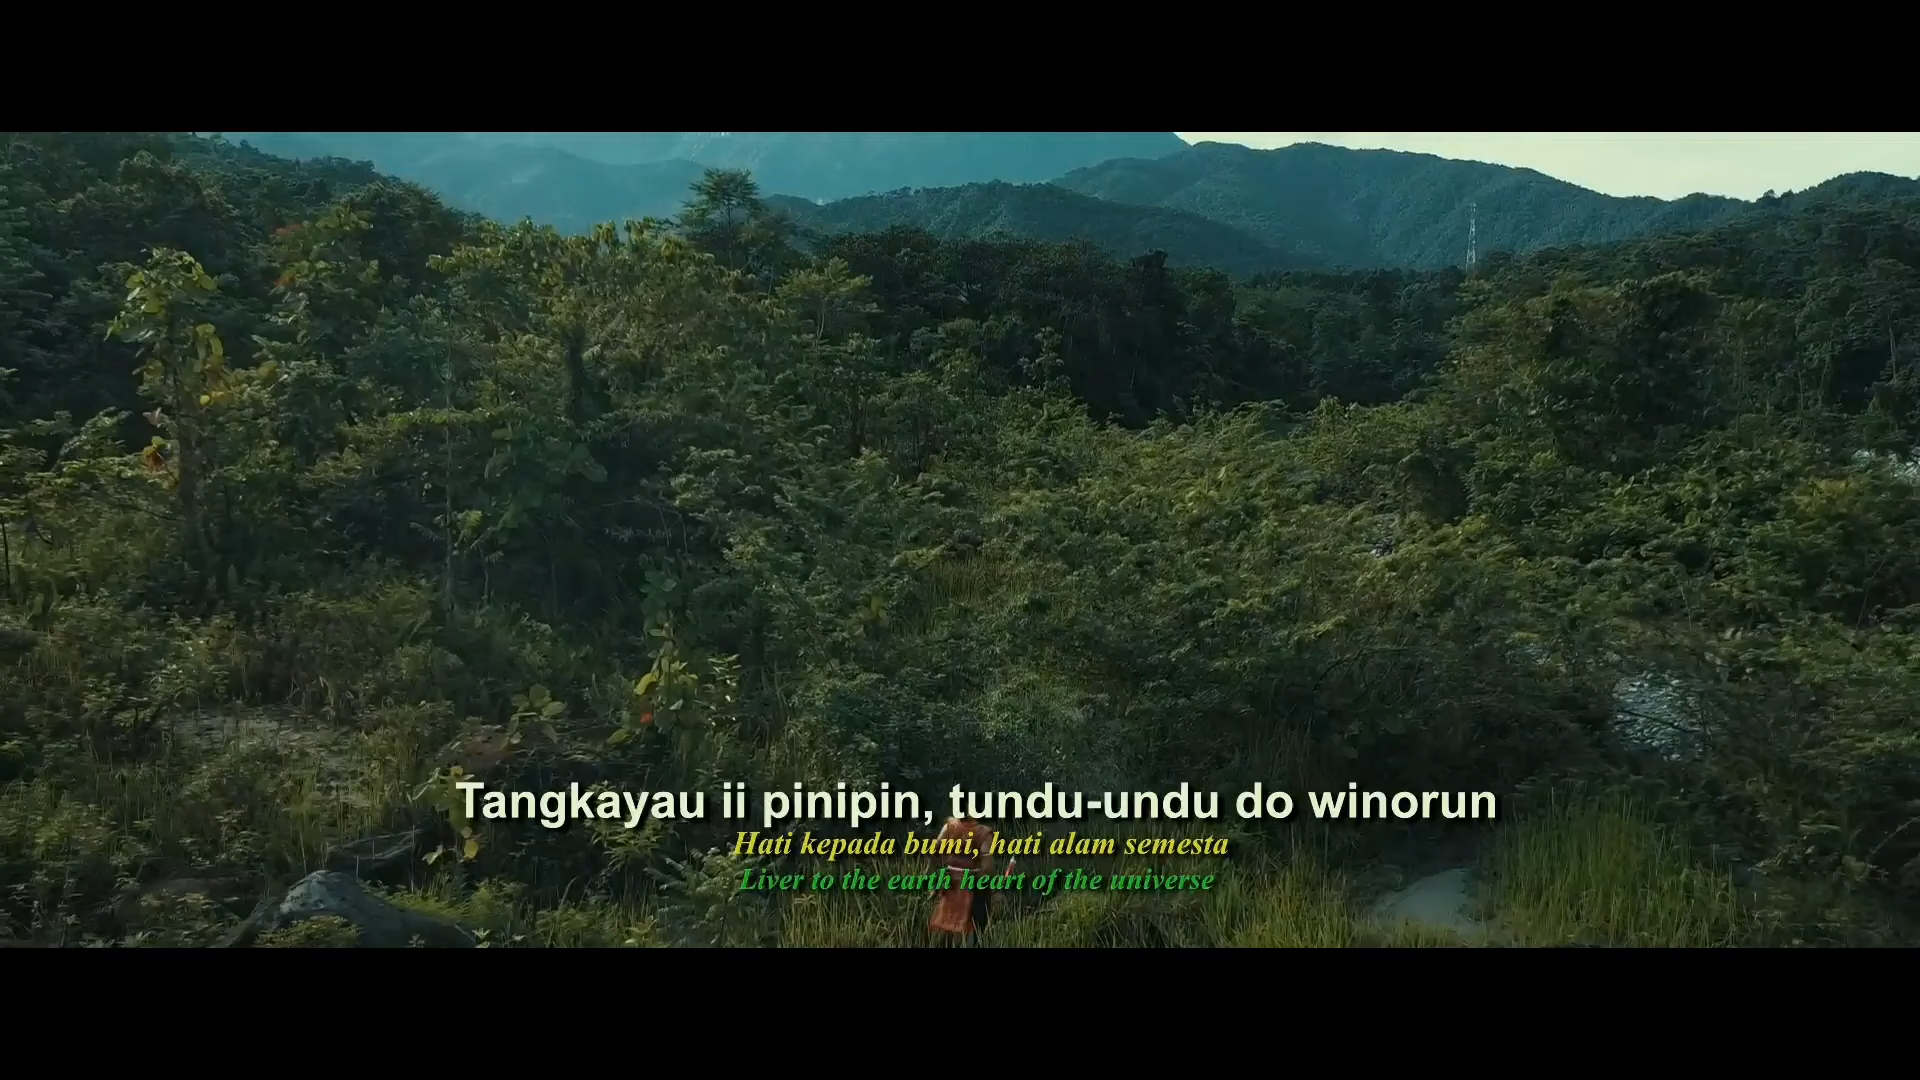 Tangkayau ii pinipin, tundu-undu do winorun
Hati kepada bumi, hati alam semesta
Liver to the earth heart of the universe